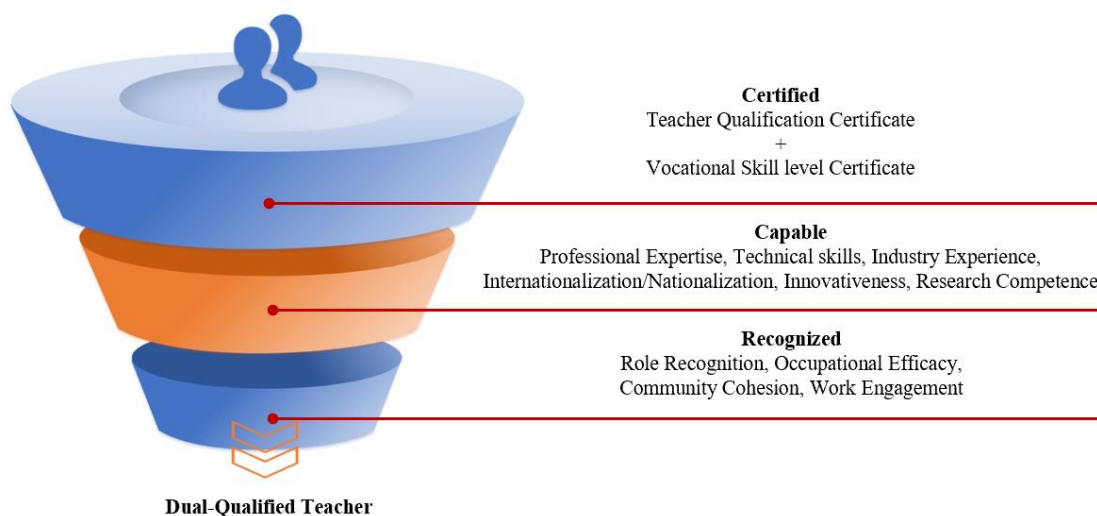 Certified
Teacher Qualification Certificate
+
Vocational Skill level Certificate
Capable
Professional Expertise, Technical skills, Industry Experience,
Internationalization/Nationalization, Innovativeness, Research Competence
Recognized
Role Recognition, Occupational Efficacy,
Community Cohesion, Work Engagement
Dual-Qualified Teacher